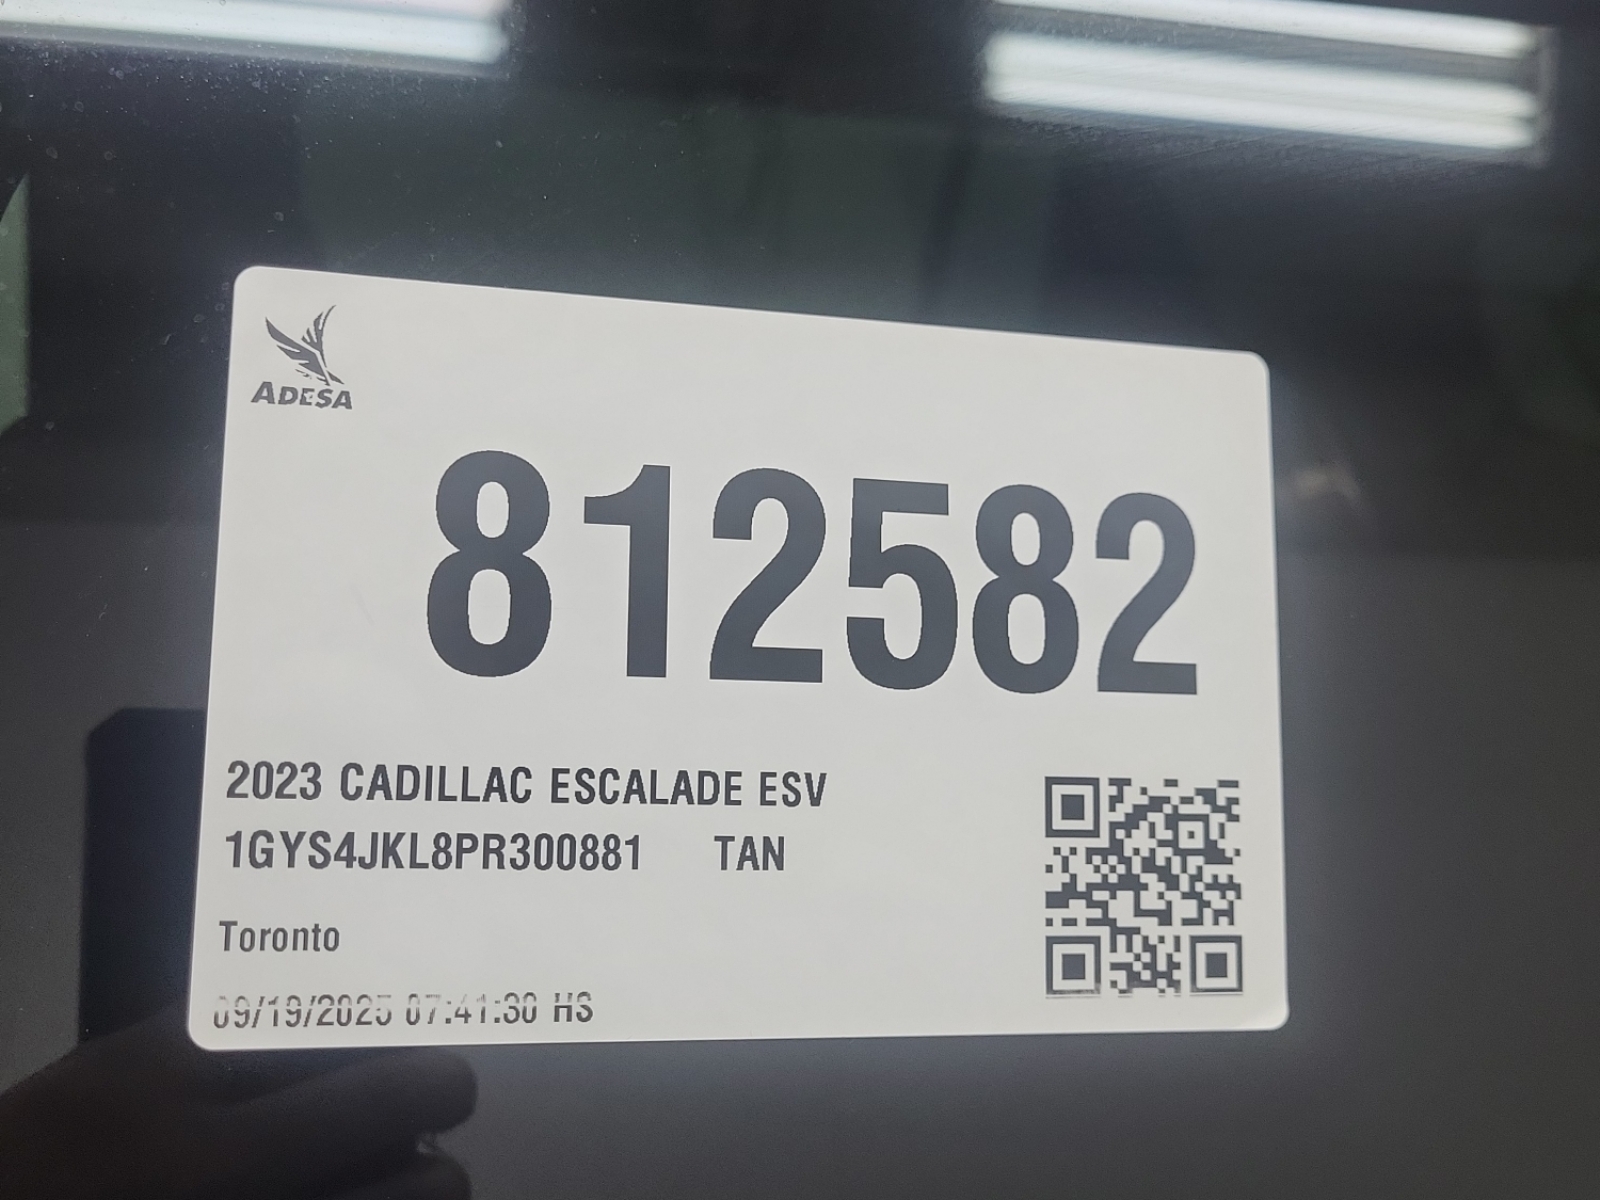 ADESA
812582
2023 CADILLAC ESCALADE ESV
1GYS4JKL8PR300881 TAN
Toronto
09/19/2025 07:41:30 HS